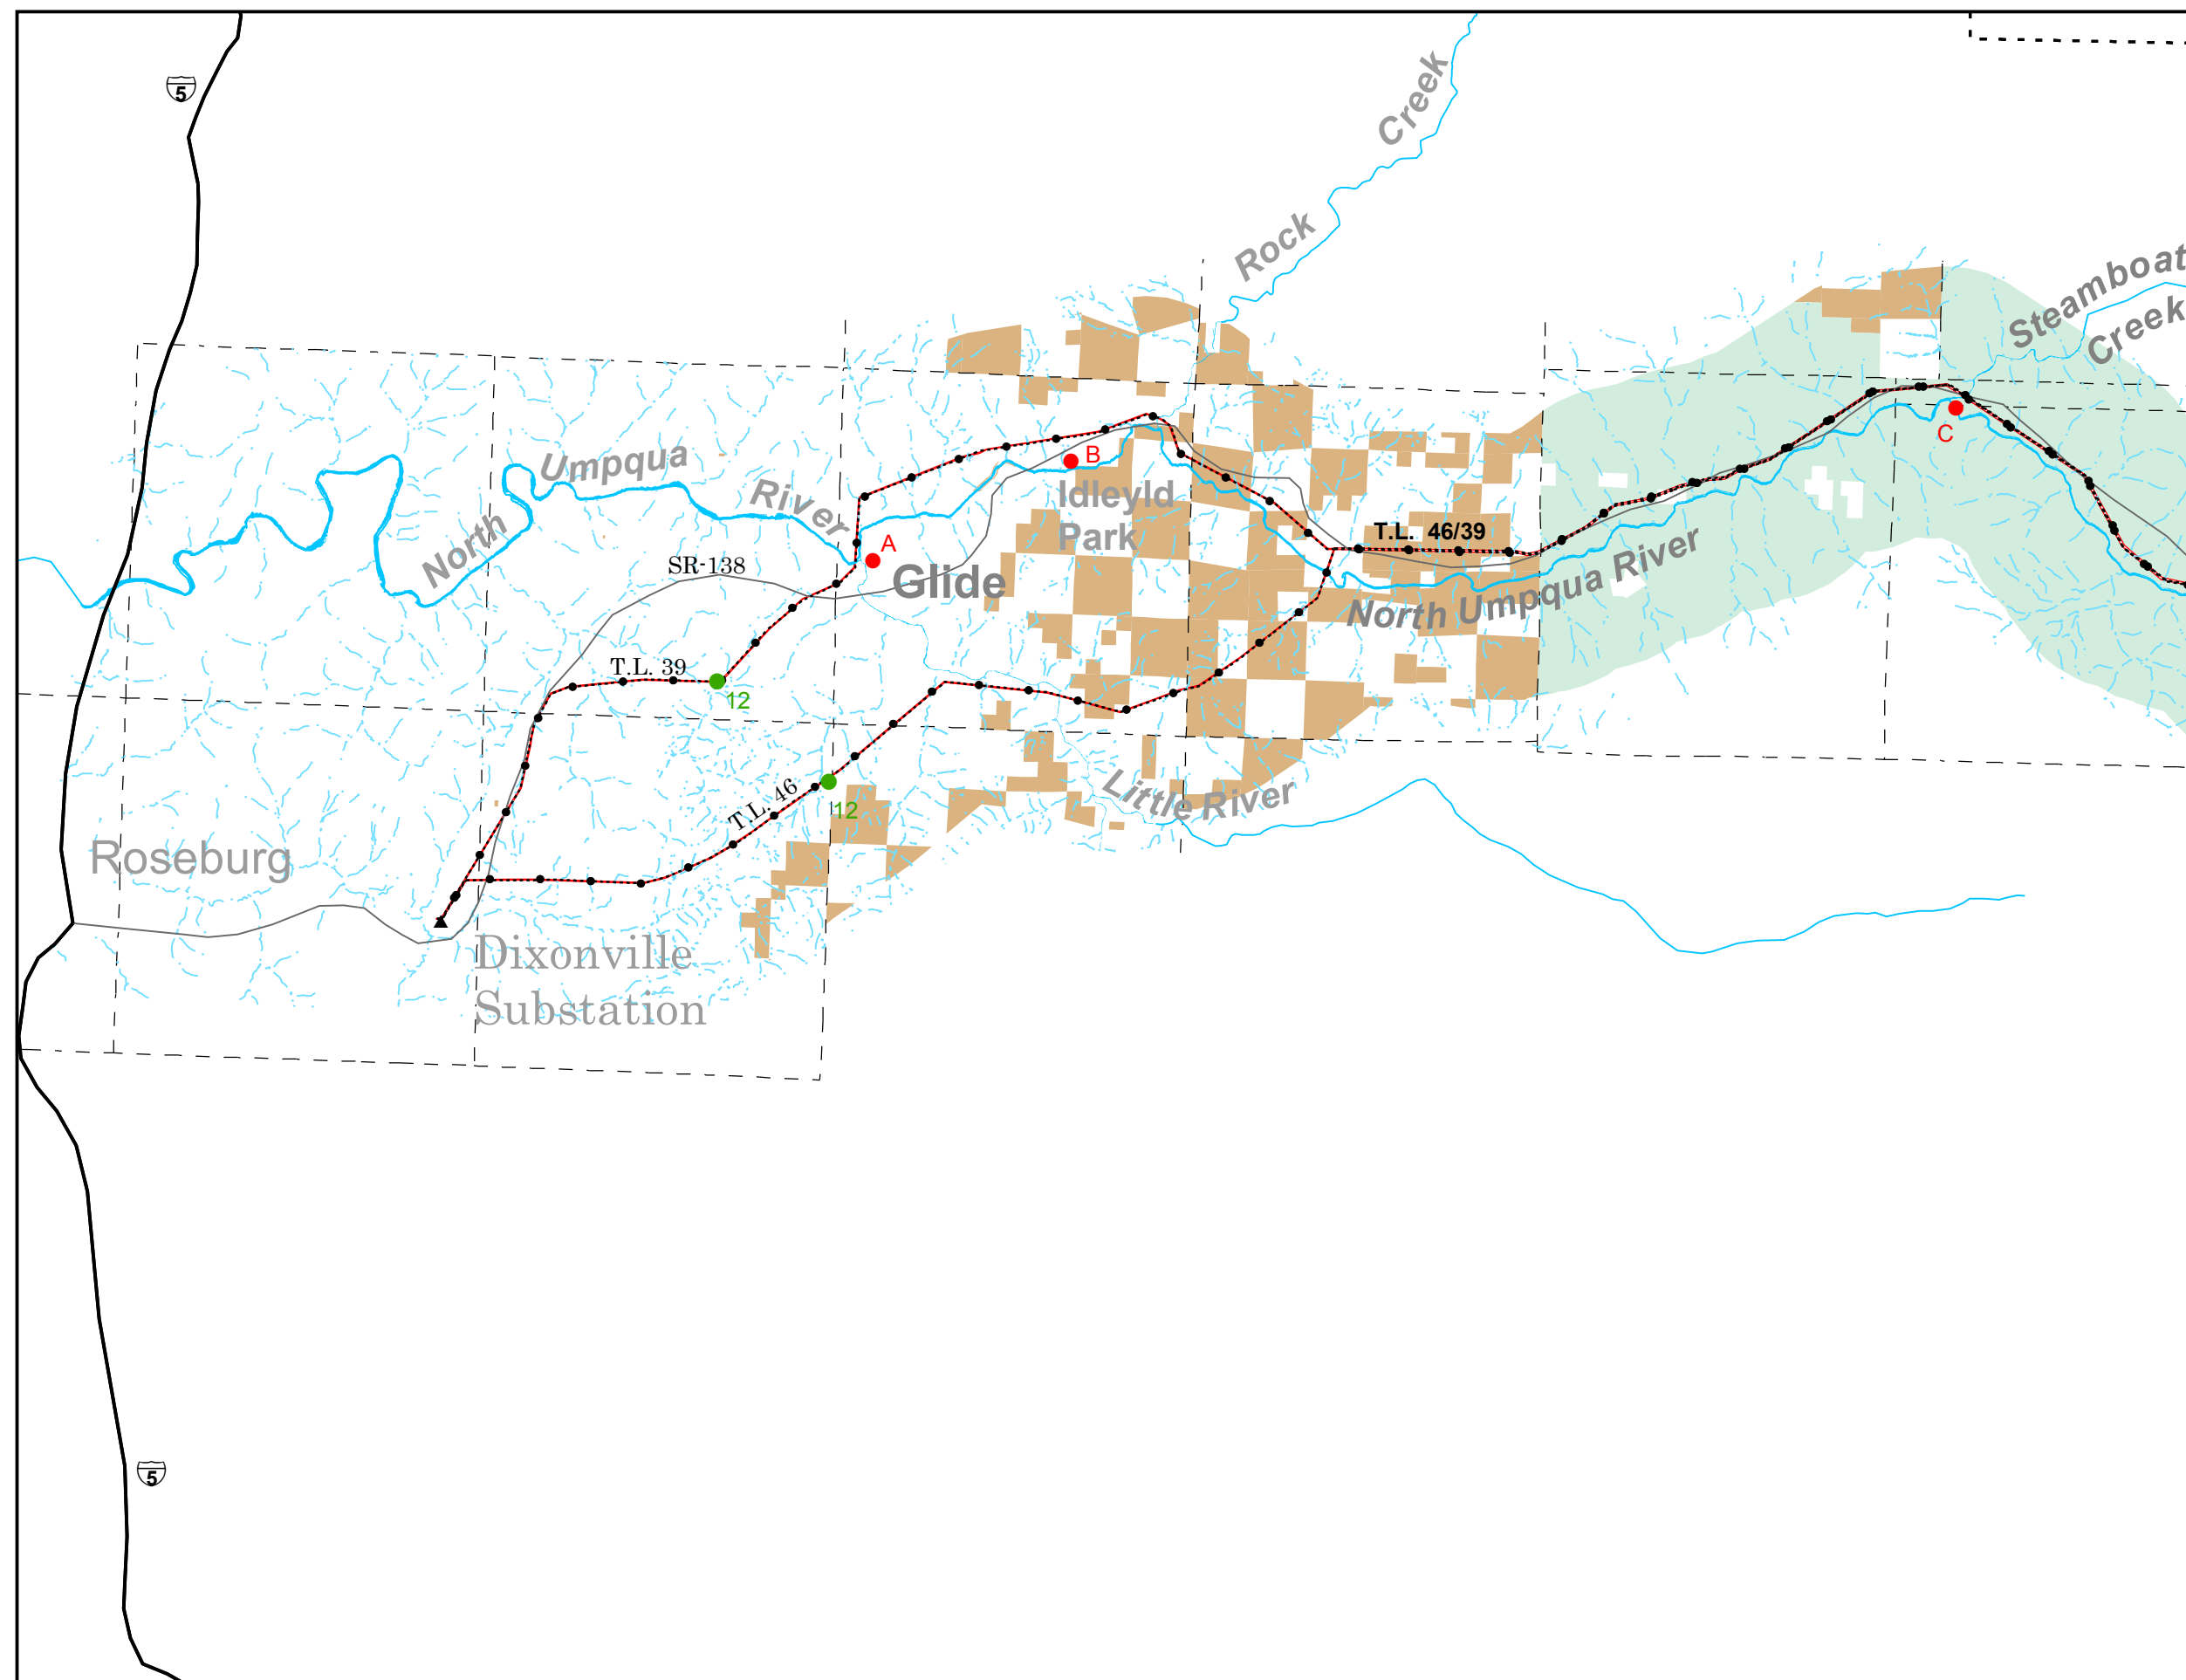 5
Creek
Rock
Steamboat
Creek
Umpqua
River
North
B
C
Idleyld
Park
A
Glide
SR-138
T.L. 46/39
North Umpqua River
T.L. 39
12
T.L. 46
12
Little River
Roseburg
Dixonville
Substation
5